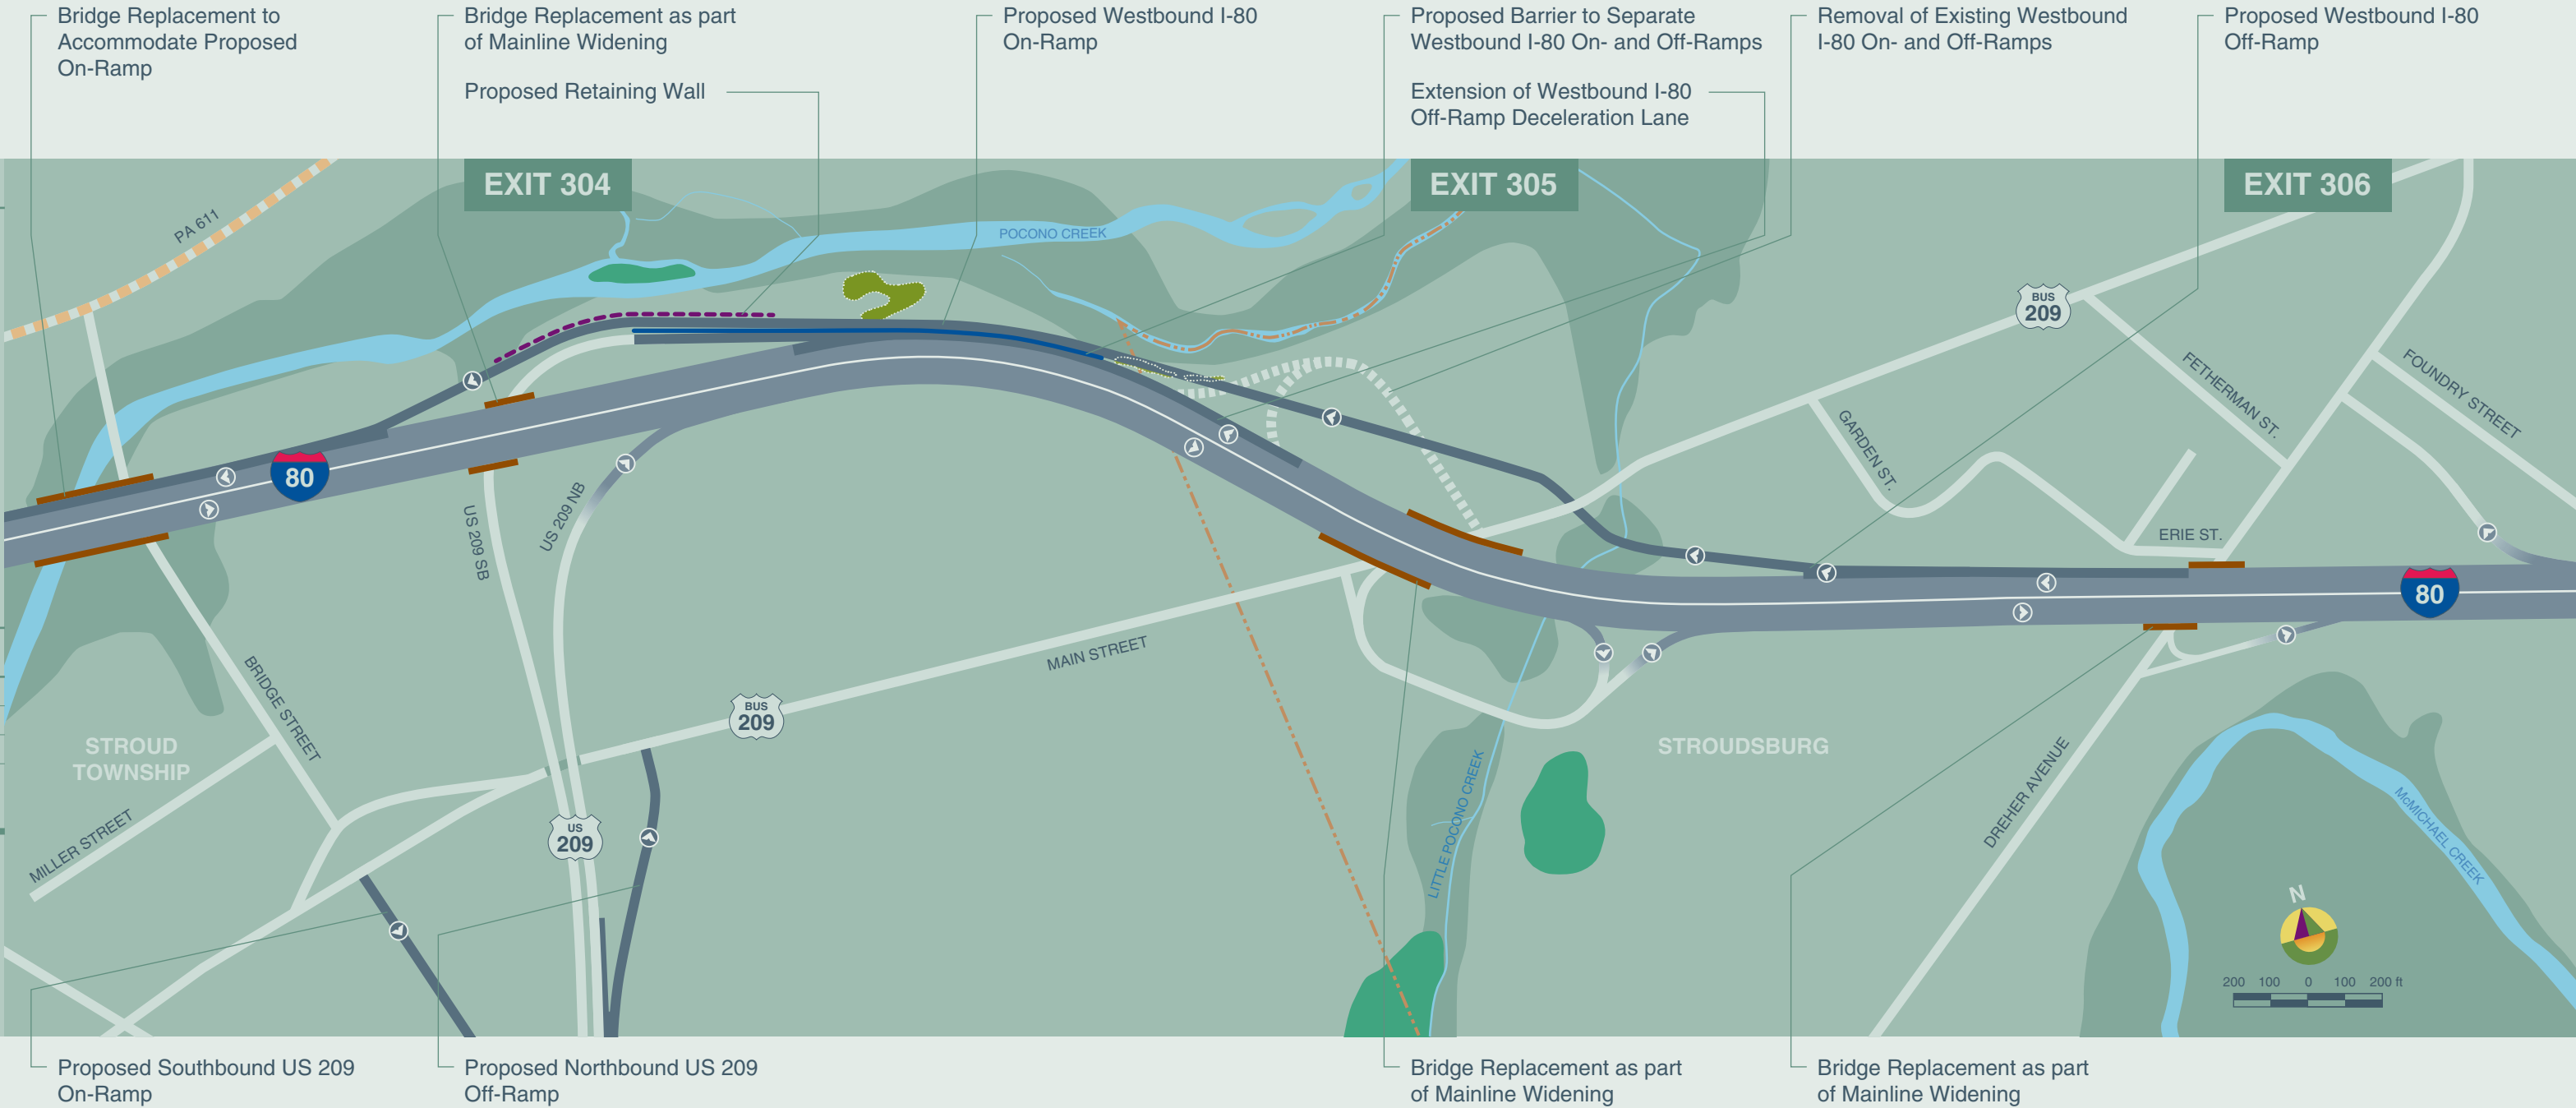 Bridge Replacement to
Accommodate Proposed
On-Ramp
Bridge Replacement as part
of Mainline Widening
Proposed Retaining Wall
Proposed Westbound I-80
On-Ramp
Proposed Barrier to Separate
Westbound I-80 On- and Off-Ramps
Extension of Westbound I-80
Off-Ramp Deceleration Lane
Removal of Existing Westbound
I-80 On- and Off-Ramps
Proposed Westbound I-80
Off-Ramp
EXIT 304
EXIT 305
EXIT 306
PA 611
POCONO CREEK
BUS
209
FETHERMAN ST.
FOUNDRY STREET
GARDEN ST.
80
US 209 SB
US 209 NB
ERIE ST.
80
BRIDGE STREET
MAIN STREET
BUS
209
STROUD
TOWNSHIP
STROUDSBURG
MILLER STREET
US
209
LITTLE POCONO CREEK
DREHER AVENUE
McMICHAEL CREEK
N
200 100 0 100 200 ft
Proposed Southbound US 209
On-Ramp
Proposed Northbound US 209
Off-Ramp
Bridge Replacement as part
of Mainline Widening
Bridge Replacement as part
of Mainline Widening